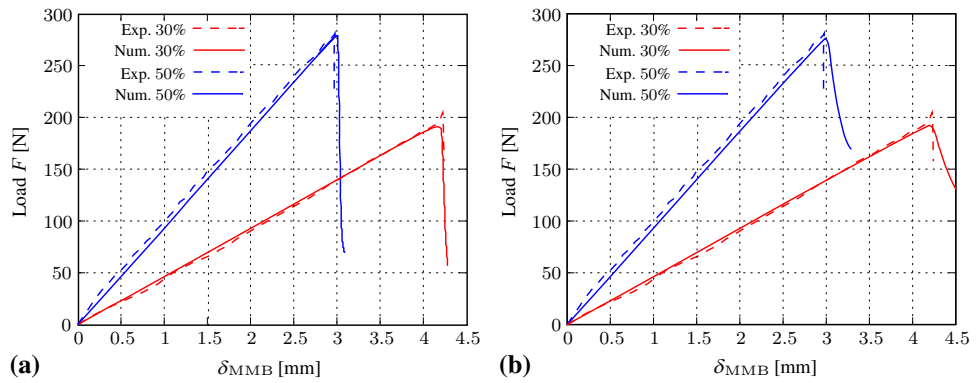 300
250
200
150
100
50
0
Load F [N]
Exp. 30%
Num. 30%
Exp. 50%
Num. 50%
0 0.5 1 1.5 2 2.5 3 3.5 4 4.5
δMMB [mm]
(a)
300
250
200
150
100
50
0
Load F [N]
Exp. 30%
Num. 30%
Exp. 50%
Num. 50%
0 0.5 1 1.5 2 2.5 3 3.5 4 4.5
δMMB [mm]
(b)